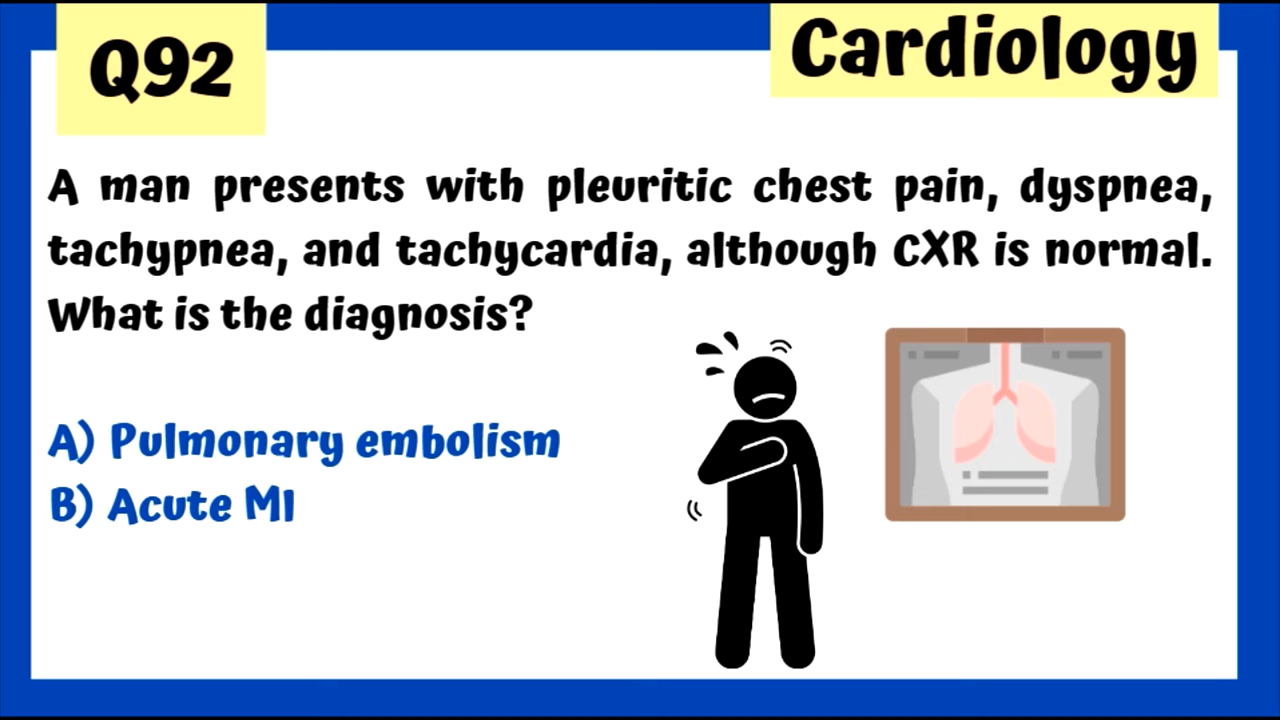 Q92
Cardiology
A man presents with pleuritic chest pain, dyspnea,
tachypnea, and tachycardia, although CXR is normal.
What is the diagnosis?
A) Pulmonary embolism
B) Acute MI